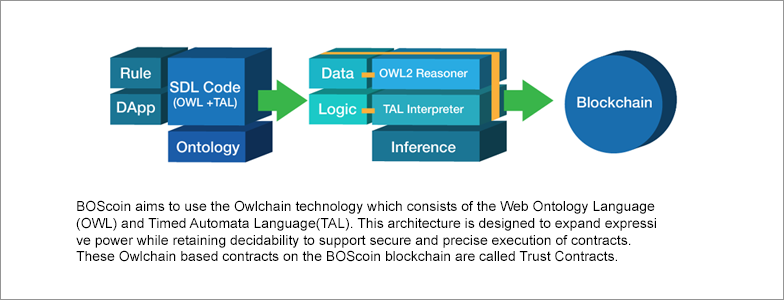 Rule
DApp
SDL Code
(OWL +TAL)
Ontology
Data
Logic
OWL2 Reasoner
TAL Interpreter
Inference
Blockchain
BOScoin aims to use the Owlchain technology which consists of the Web Ontology Language
(OWL) and Timed Automata Language(TAL). This architecture is designed to expand expressi
ve power while retaining decidability to support secure and precise execution of contracts.
These Owlchain based contracts on the BOScoin blockchain are called Trust Contracts.